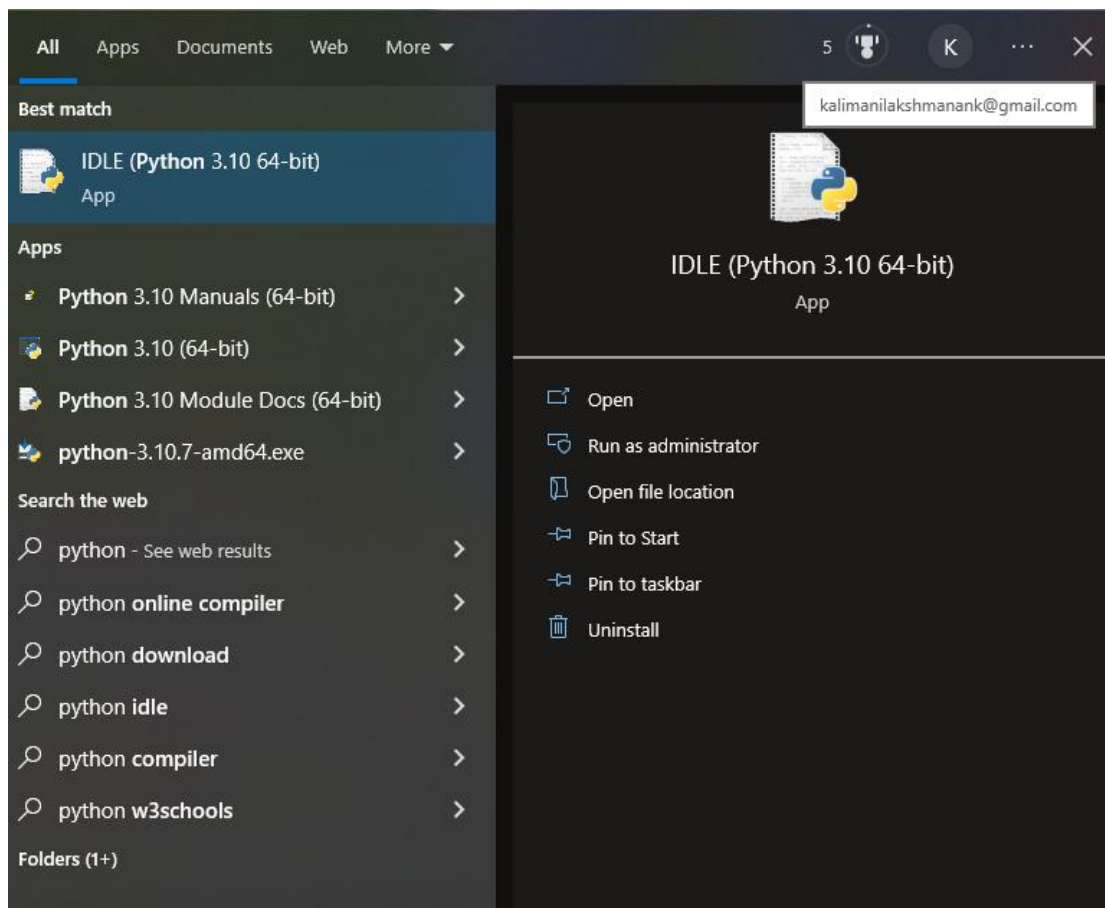 All Apps Documents Web More 5 K ...
kalimanilakshmanank@gmail.com
Best match
IDLE (Python 3.10 64-bit)
App
Apps
Python 3.10 Manuals (64-bit)
Python 3.10 (64-bit)
Python 3.10 Module Docs (64-bit)
python-3.10.7-amd64.exe
Search the web
python - See web results
python online compiler
python download
python idle
python compiler
python w3schools
Folders (1+)
IDLE (Python 3.10 64-bit)
App
Open
Run as administrator
Open file location
Pin to Start
Pin to taskbar
Uninstall